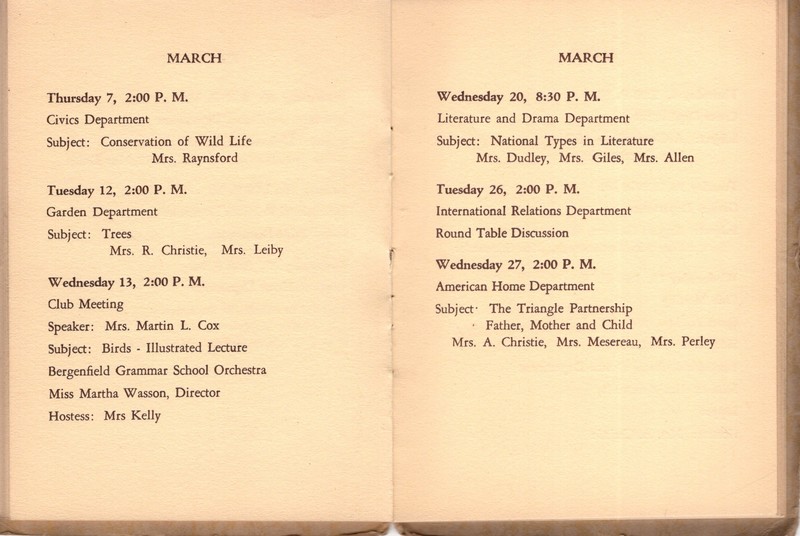 MARCH
Thursday 7, 2:00 P. M.
Civics Department
Subject: Conservation of Wild Life
Mrs. Raynsford
Tuesday 12, 2:00 P. M.
Garden Department
Subject: Trees
Mrs. R. Christie, Mrs. Leiby
Wednesday 13, 2:00 P. M.
Club Meeting
Speaker: Mrs. Martin L. Cox
Subject: Birds - Illustrated Lecture
Bergenfield Grammar School Orchestra
Miss Martha Wasson, Director
Hostess: Mrs Kelly
MARCH
Wednesday 20, 8:30 P. M.
Literature and Drama Department
Subject: National Types in Literature
Mrs. Dudley, Mrs. Giles, Mrs. Allen
Tuesday 26, 2:00 P. M.
International Relations Department
Round Table Discussion
Wednesday 27, 2:00 P. M.
American Home Department
Subject· The Triangle Partnership
Father, Mother and Child
Mrs. A. Christie, Mrs. Mesereau, Mrs. Perley